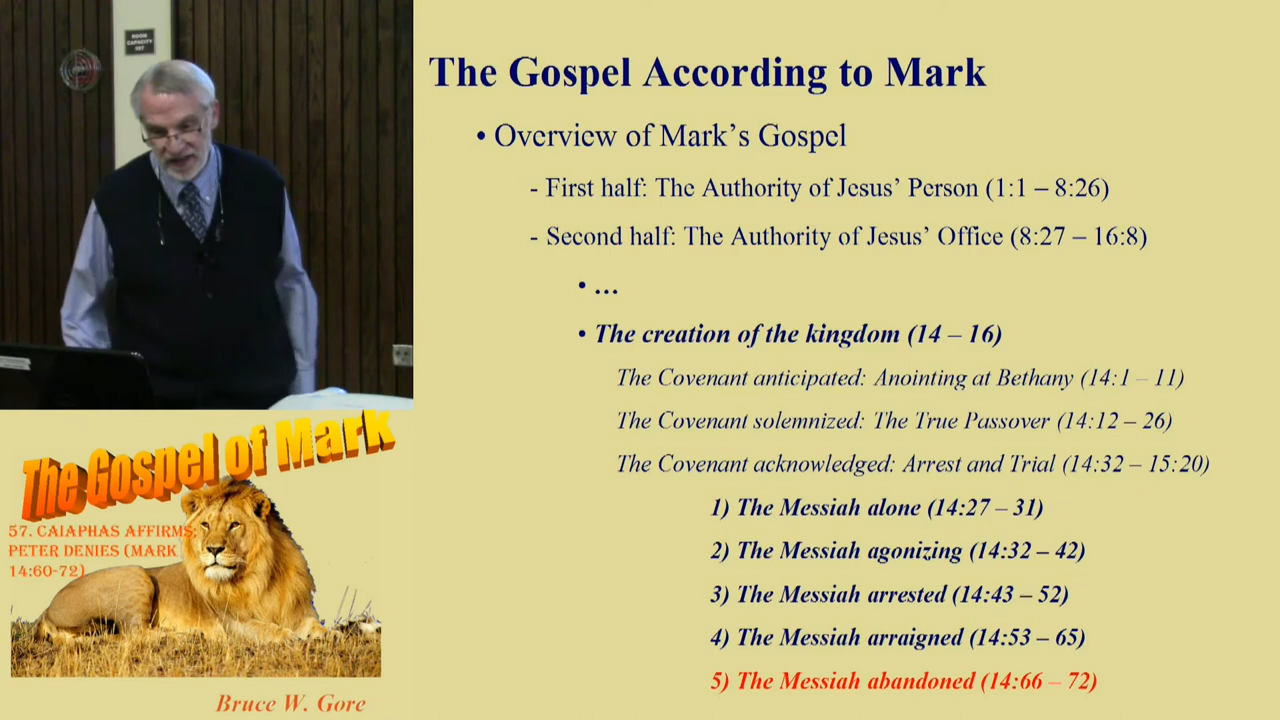 ROOM
CAPACITY
107
The Gospel According to Mark
• Overview of Mark's Gospel
- First half: The Authority of Jesus' Person (1:1 – 8:26)
- Second half: The Authority of Jesus' Office (8:27 – 16:8)
• ...
• The creation of the kingdom (14 – 16)
The Covenant anticipated: Anointing at Bethany (14:1 – 11)
The Covenant solemnized: The True Passover (14:12 – 26)
The Covenant acknowledged: Arrest and Trial (14:32 – 15:20)
1) The Messiah alone (14:27 – 31)
2) The Messiah agonizing (14:32 – 42)
3) The Messiah arrested (14:43 – 52)
4) The Messiah arraigned (14:53 – 65)
5) The Messiah abandoned (14:66 – 72)
The Gospel of Mark
57. CAIAPHAS AFFIRMS;
PETER DENIES (MARK
14:60-72)
Bruce W. Gore